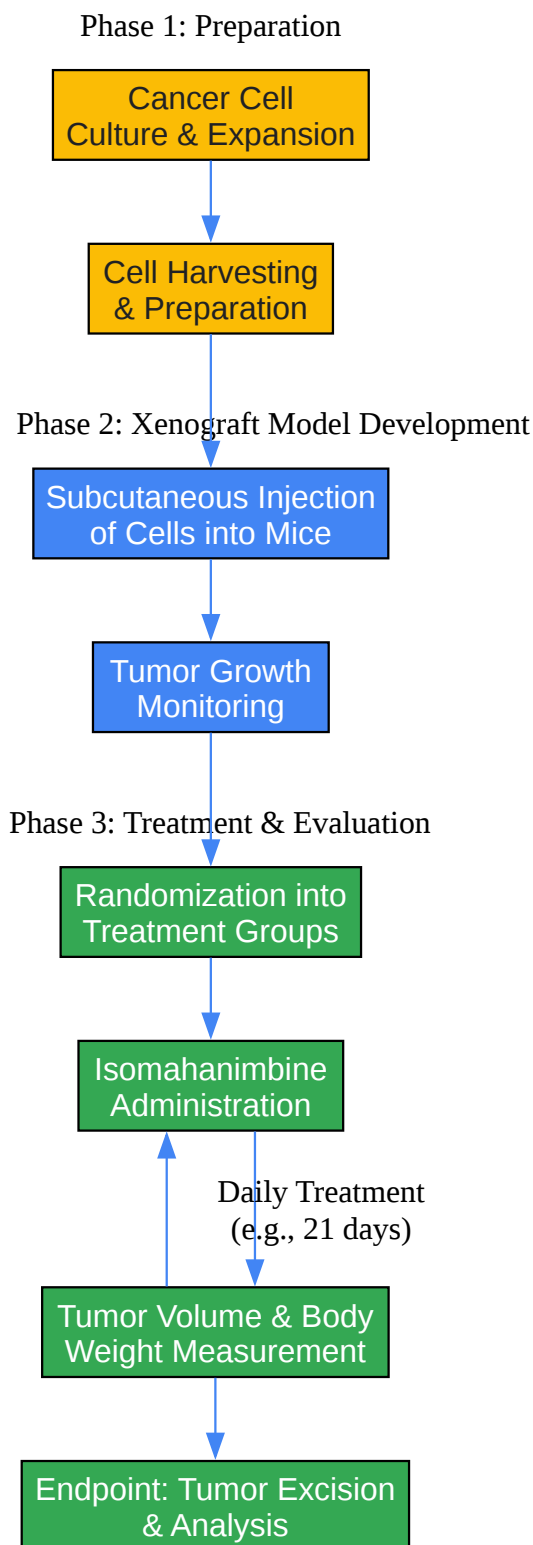 Phase 1: Preparation
Cancer Cell
Culture & Expansion
Cell Harvesting
& Preparation
Phase 2: Xenograft Model Development
Subcutaneous Injection
of Cells into Mice
Tumor Growth
Monitoring
Phase 3: Treatment & Evaluation
Randomization into
Treatment Groups
Isomahanimbine
Administration
Daily Treatment
(e.g., 21 days)
Tumor Volume & Body
Weight Measurement
Endpoint: Tumor Excision
& Analysis